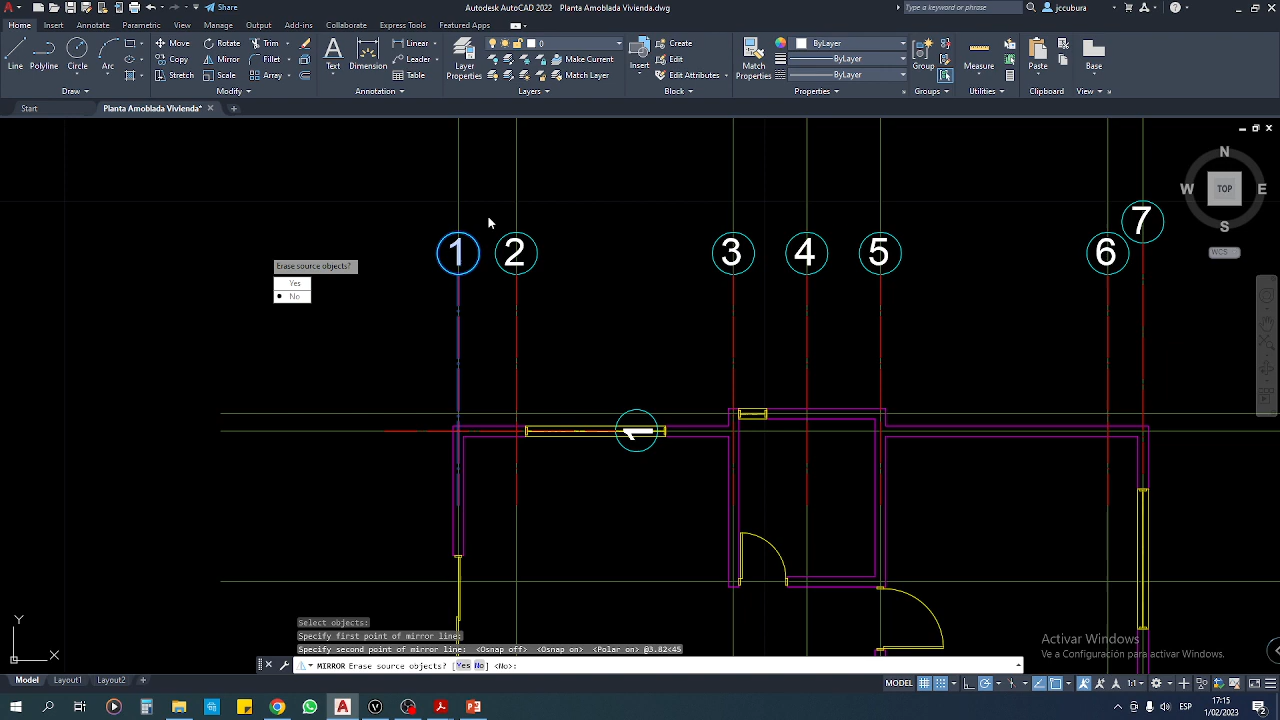 Share
Autodesk AutoCAD 2022 Planta Amoblada Vivienda.dwg
Type a keyword or phrase
jccubura
Home Insert Annotate Parametric View Manage Output Add-ins Collaborate Express Tools Featured Apps
Line Polyline Circle Arc
Move Rotate Trim
Copy Mirror Fillet
Stretch Scale Array
Text Dimension
Linear
Leader
Table
Layer Properties
0
Make Current
Match Layer
Insert
Create
Edit
Edit Attributes
Match Properties
ByLayer
ByLayer
ByLayer
Group
Measure
Paste
Base
Draw Modify Annotation Layers Block Properties Groups Utilities Clipboard View
Start Planta Amoblada Vivienda*
N
W TOP E
S
WCS
7
1 2 3 4 5 6
Erase source objects?
Yes
No
1
Y
X
Select objects:
Specify first point of mirror line:
Specify second point of mirror line: <Osnap off> <Osnap on> <Polar on> @3.82<45
MIRROR Erase source objects? [Yes No] <No>:
Activar Windows
Ve a Configuración para activar Windows.
Model Layout1 Layout2
MODEL
1:1
ESP
17:15
1/02/2023